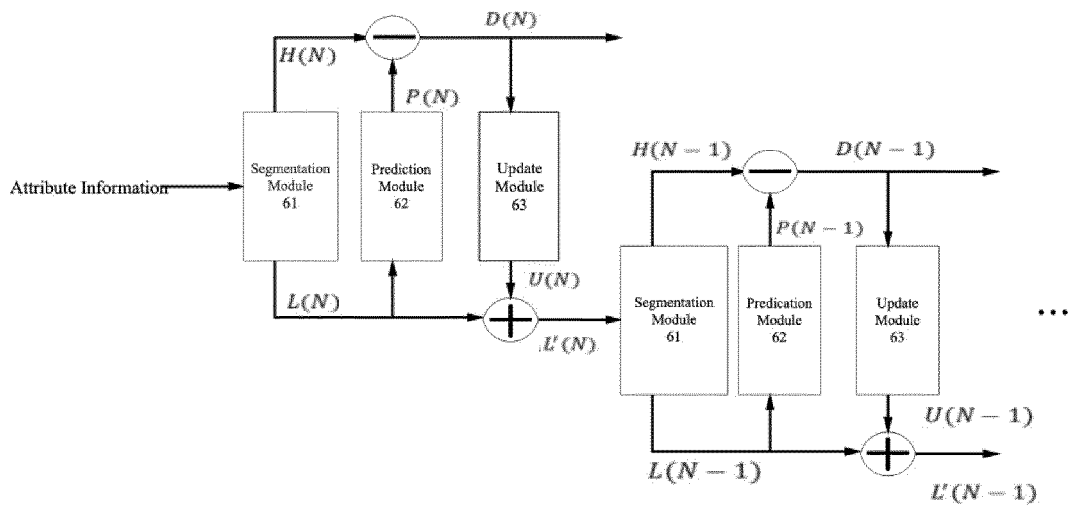 D(N)
H(N)
P(N)
Attribute Information
Segmentation
Module
61
Prediction
Module
62
Update
Module
63
L(N)
U(N)
L'(N)
H(N − 1)
D(N − 1)
P(N − 1)
Segmentation
Module
61
Predication
Module
62
Update
Module
63
...
L(N − 1)
U(N − 1)
L'(N − 1)